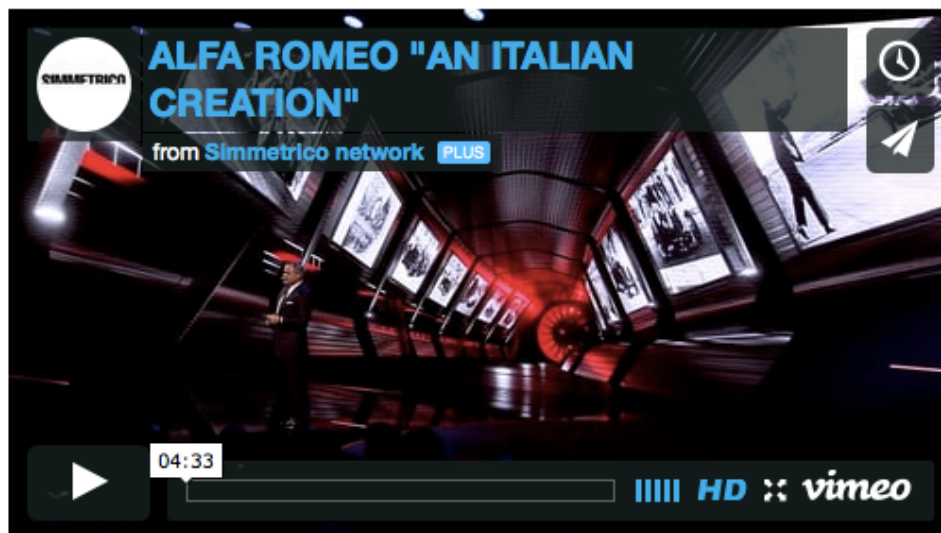 SIMMETRICO
ALFA ROMEO "AN ITALIAN
CREATION"
from Simmetrico network PLUS
04:33
HD vimeo